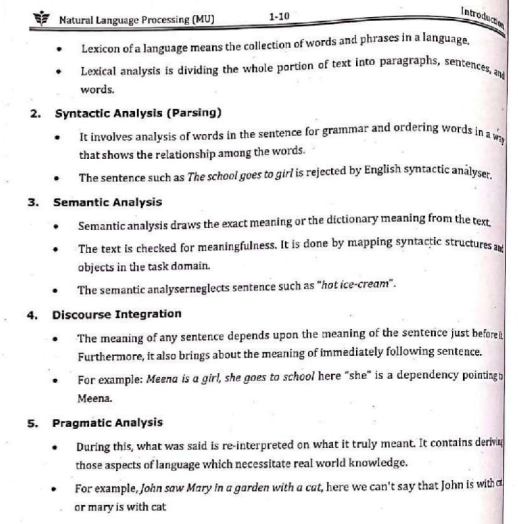 Natural Language Processing (MU) 1-10 Introduction
• Lexicon of a language means the collection of words and phrases in a language.
• Lexical analysis is dividing the whole portion of text into paragraphs, sentences, and
words.
2. Syntactic Analysis (Parsing)
• It involves analysis of words in the sentence for grammar and ordering words in a way
that shows the relationship among the words.
• The sentence such as The school goes to girl is rejected by English syntactic analyser.
3. Semantic Analysis
• Semantic analysis draws the exact meaning or the dictionary meaning from the text.
• The text is checked for meaningfulness. It is done by mapping syntactic structures and
objects in the task domain.
• The semantic analyserneglects sentence such as "hot ice-cream".
4. Discourse Integration
• The meaning of any sentence depends upon the meaning of the sentence just before it.
Furthermore, it also brings about the meaning of immediately following sentence.
• For example: Meena is a girl, she goes to school here "she" is a dependency pointing to
Meena.
5. Pragmatic Analysis
• During this, what was said is re-interpreted on what it truly meant. It contains deriving
those aspects of language which necessitate real world knowledge.
• For example, John saw Mary in a garden with a cat, here we can't say that John is with cat
or mary is with cat